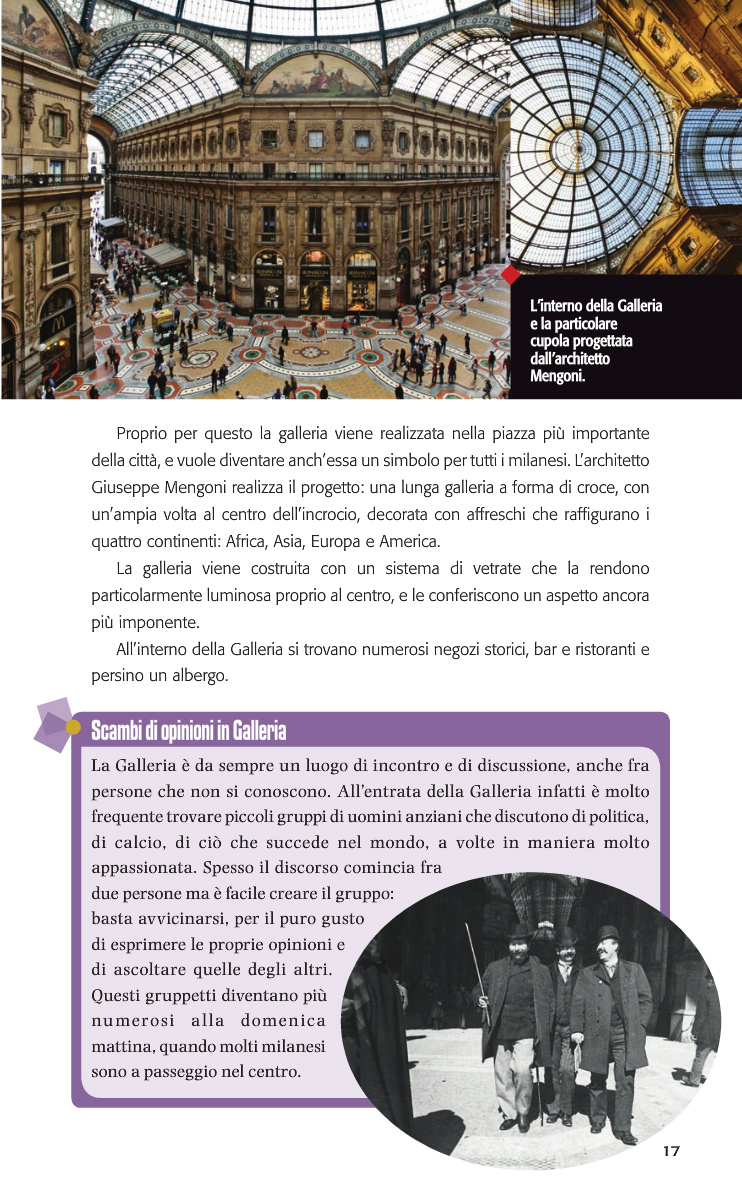 L'interno della Galleria
e la particolare
cupola progettata
dall'architetto
Mengoni.
Proprio per questo la galleria viene realizzata nella piazza più importante
della città, e vuole diventare anch'essa un simbolo per tutti i milanesi. L'architetto
Giuseppe Mengoni realizza il progetto: una lunga galleria a forma di croce, con
un'ampia volta al centro dell'incrocio, decorata con affreschi che raffigurano i
quattro continenti: Africa, Asia, Europa e America.
La galleria viene costruita con un sistema di vetrate che la rendono
particolarmente luminosa proprio al centro, e le conferiscono un aspetto ancora
più imponente.
All'interno della Galleria si trovano numerosi negozi storici, bar e ristoranti e
persino un albergo.
Scambi di opinioni in Galleria
La Galleria è da sempre un luogo di incontro e di discussione, anche fra
persone che non si conoscono. All'entrata della Galleria infatti è molto
frequente trovare piccoli gruppi di uomini anziani che discutono di politica,
di calcio, di ciò che succede nel mondo, a volte in maniera molto
appassionata. Spesso il discorso comincia fra
due persone ma è facile creare il gruppo:
basta avvicinarsi, per il puro gusto
di esprimere le proprie opinioni e
di ascoltare quelle degli altri.
Questi gruppetti diventano più
numerosi alla domenica
mattina, quando molti milanesi
sono a passeggio nel centro.
17